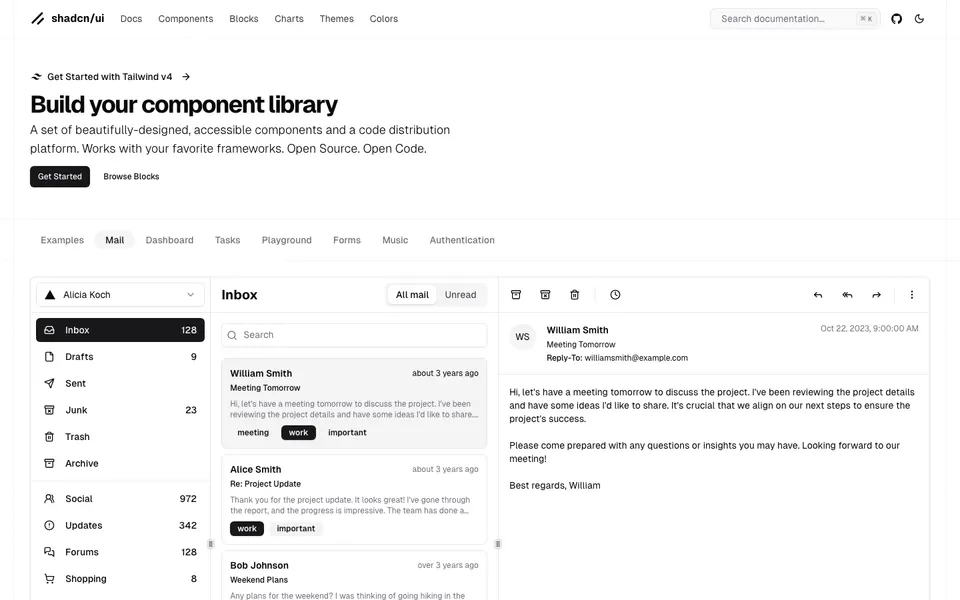 shadcn/ui
Docs
Components
Blocks
Charts
Themes
Colors
Search documentation...
⌘ K
Get Started with Tailwind v4
Build your component library
A set of beautifully-designed, accessible components and a code distribution
platform. Works with your favorite frameworks. Open Source. Open Code.
Get Started
Browse Blocks
Examples
Mail
Dashboard
Tasks
Playground
Forms
Music
Authentication
Alicia Koch
Inbox 128
Drafts 9
Sent
Junk 23
Trash
Archive
Social 972
Updates 342
Forums 128
Shopping 8
Inbox
All mail
Unread
Search
William Smith about 3 years ago
Meeting Tomorrow
Hi, let's have a meeting tomorrow to discuss the project. I've been
reviewing the project details and have some ideas I'd like to share...
meeting work important
Alice Smith about 3 years ago
Re: Project Update
Thank you for the project update. It looks great! I've gone through
the report, and the progress is impressive. The team has done a...
work important
Bob Johnson over 3 years ago
Weekend Plans
Any plans for the weekend? I was thinking of going hiking in the
WS
William Smith Oct 22, 2023, 9:00:00 AM
Meeting Tomorrow
Reply-To: williamsmith@example.com
Hi, let's have a meeting tomorrow to discuss the project. I've been reviewing the project details
and have some ideas I'd like to share. It's crucial that we align on our next steps to ensure the
project's success.
Please come prepared with any questions or insights you may have. Looking forward to our
meeting!
Best regards, William